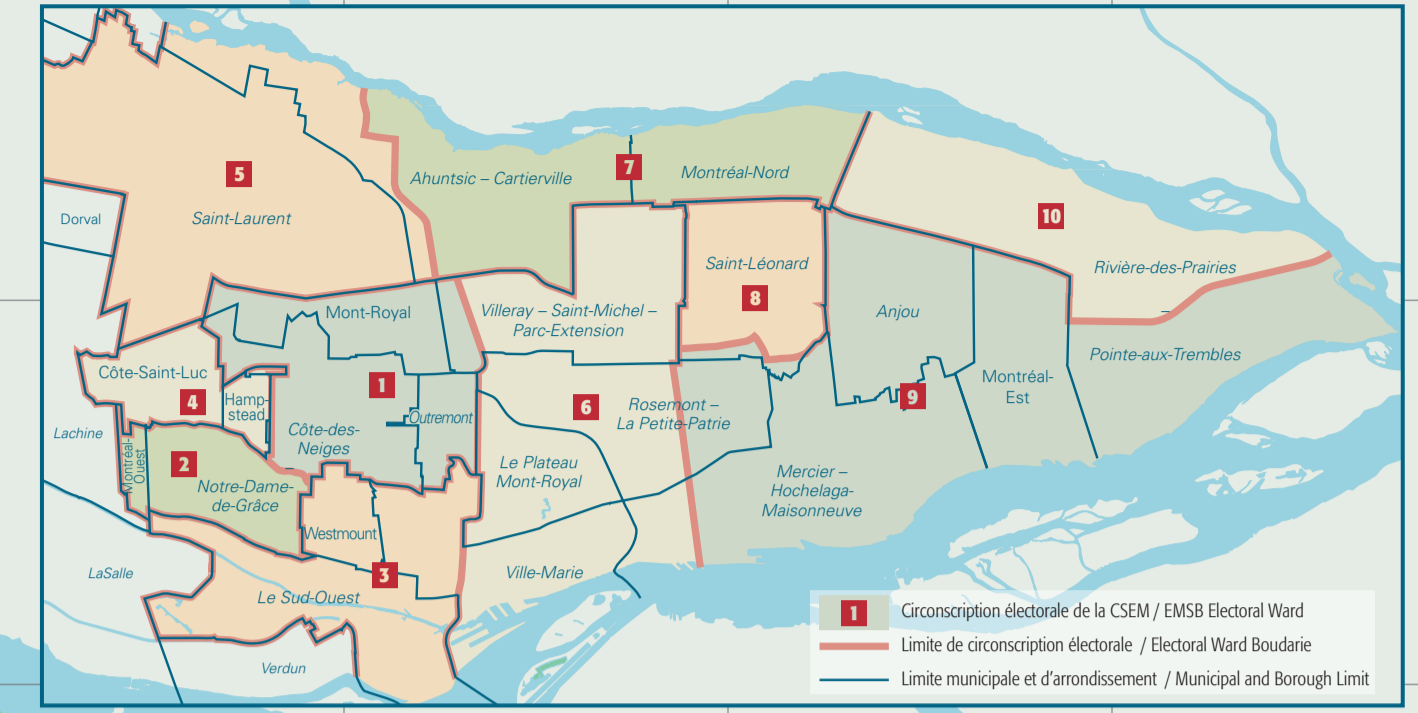 5
7
Ahuntsic – Cartierville
Montréal-Nord
Dorval
Saint-Laurent
10
Saint-Léonard
Rivière-des-Prairies
–
8
Mont-Royal
Villeray – Saint-Michel –
Parc-Extension
Anjou
Pointe-aux-Trembles
Côte-Saint-Luc
1
Montréal-
Est
4
Hamp-
stead
6
9
Rosemont –
La Petite-Patrie
Outremont
Lachine
Côte-des-
Neiges
Montréal-
Ouest
2
Le Plateau
Mont-Royal
Mercier –
Hochelaga-
Maisonneuve
Notre-Dame-
de-Grâce
Westmount
LaSalle
3
Ville-Marie
Le Sud-Ouest
Verdun
1 Circonscription électorale de la CSEM / EMSB Electoral Ward
Limite de circonscription électorale / Electoral Ward Boudarie
Limite municipale et d'arrondissement / Municipal and Borough Limit